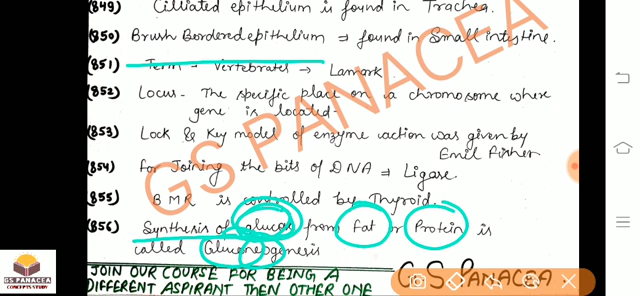 (849) Cilliated epithelium is found in Trachea.
(850) Brush Bordered epithelium ⇒ found in Small intestine.
(851) Term - Vertebrates → Lamark
(852) Locus - The specific place on a chromosome where
gene is located-
(853) Lock & Key model of enzyme action was given by
Emil Fisher
(854) for Joining the bits of DNA = Ligase.
(855) BMR is controlled by Thyroid.
(856) Synthesis of from Fat or Protein is
called
GS PANACEA
JOIN OUR COURSE FOR BEING A
DIFFERENT ASPIRANT THEN OTHER ONE
G S PANACEA
GS PANACEA
CONCEPTS STUDY